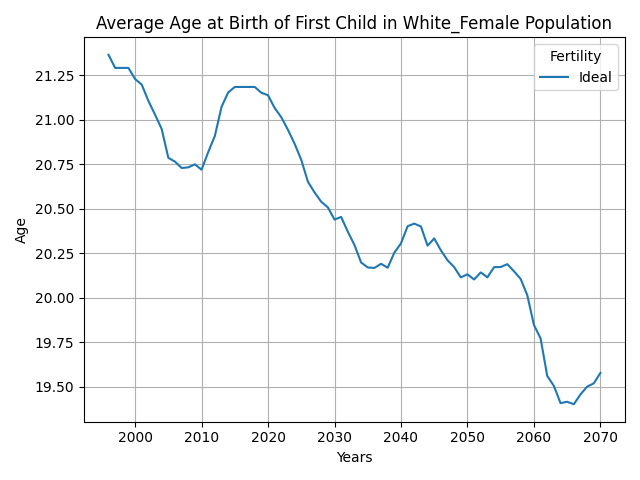 Average Age at Birth of First Child in White_Female Population
Fertility
Ideal
Age
21.25
21.00
20.75
20.50
20.25
20.00
19.75
19.50
2000 2010 2020 2030 2040 2050 2060 2070
Years